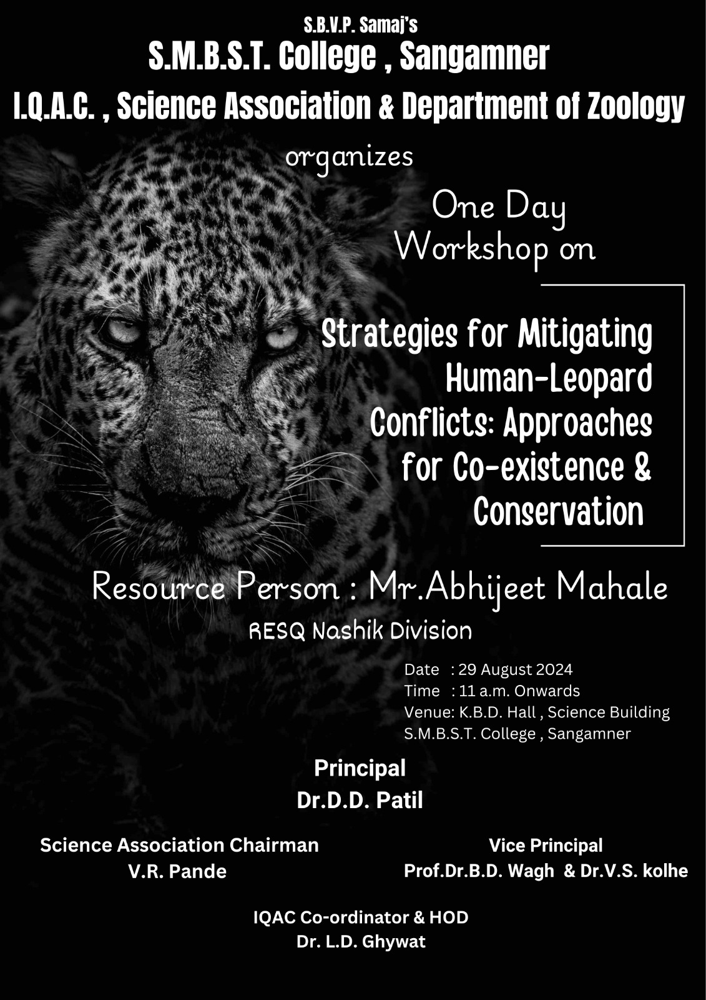 S.B.V.P. Samaj's
S.M.B.S.T. College , Sangamner
I.Q.A.C. , Science Association & Department of Zoology
organizes
One Day
Workshop on
Strategies for Mitigating
Human-Leopard
Conflicts: Approaches
for Co-existence &
Conservation
Resource Person : Mr.Abhijeet Mahale
RESQ Nashik Division
Date : 29 August 2024
Time : 11 a.m. Onwards
Venue: K.B.D. Hall , Science Building
S.M.B.S.T. College , Sangamner
Principal
Dr.D.D. Patil
Science Association Chairman
V.R. Pande
Vice Principal
Prof.Dr.B.D. Wagh & Dr.V.S. kolhe
IQAC Co-ordinator & HOD
Dr. L.D. Ghywat